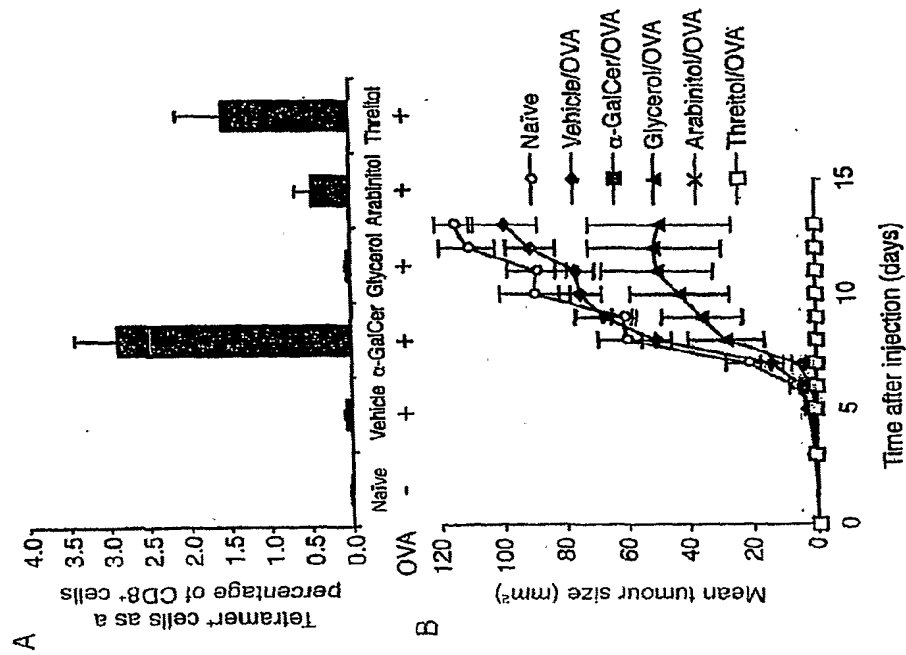 A
Tetramer⁺ cells as a
percentage of CD8⁺ cells
4.0
3.5
3.0
2.5
2.0
1.5
1.0
0.5
0
Naïve Vehicle α-GalCer Glycerol Arabinitol Threitol
OVA - + + + + +
B
Mean tumour size (mm²)
120
100
80
60
40
20
0
0 5 10 15
Time after injection (days)
Naïve
Vehicle/OVA
α-GalCer/OVA
Glycerol/OVA
Arabinitol/OVA
Threitol/OVA